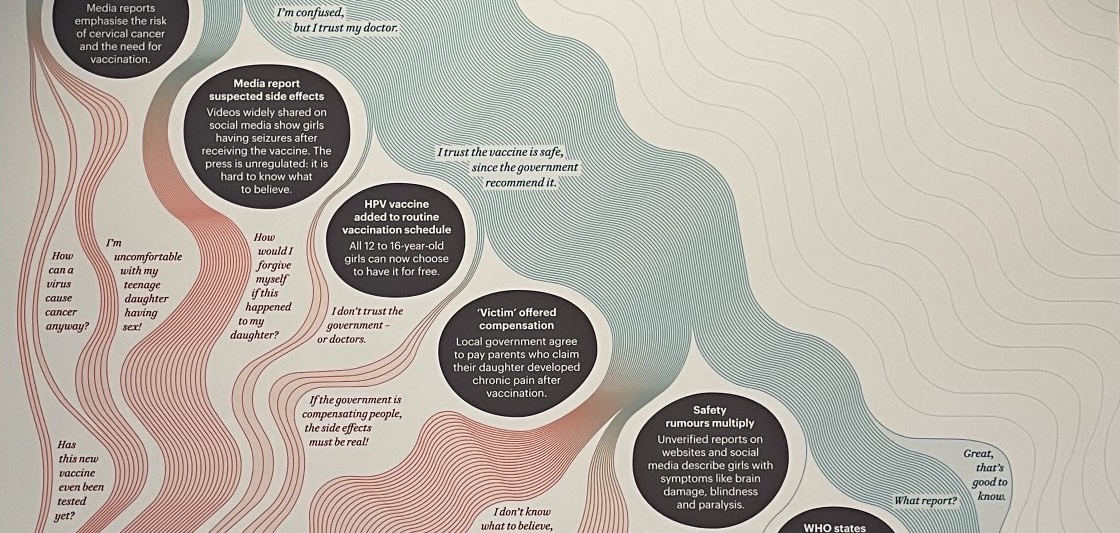 Media reports
emphasise the risk
of cervical cancer
and the need for
vaccination.
I'm confused,
but I trust my doctor.
Media report
suspected side effects
Videos widely shared on
social media show girls
having seizures after
receiving the vaccine. The
press is unregulated: it is
hard to know what
to believe.
I trust the vaccine is safe,
since the government
recommend it.
HPV vaccine
added to routine
vaccination schedule
All 12 to 16-year-old
girls can now choose
to have it for free.
How
can a
virus
cause
cancer
anyway?
I'm
uncomfortable
with my
teenage
daughter
having
sex!
How
would I
forgive
myself
if this
happened
to my
daughter?
I don't trust the
government –
or doctors.
'Victim' offered
compensation
Local government agree
to pay parents who claim
their daughter developed
chronic pain after
vaccination.
If the government is
compensating people,
the side effects
must be real!
Safety
rumours multiply
Unverified reports on
websites and social
media describe girls with
symptoms like brain
damage, blindness
and paralysis.
Has
this new
vaccine
even been
tested
yet?
Great,
that's
good to
know.
What report?
I don't know
what to believe,
WHO states